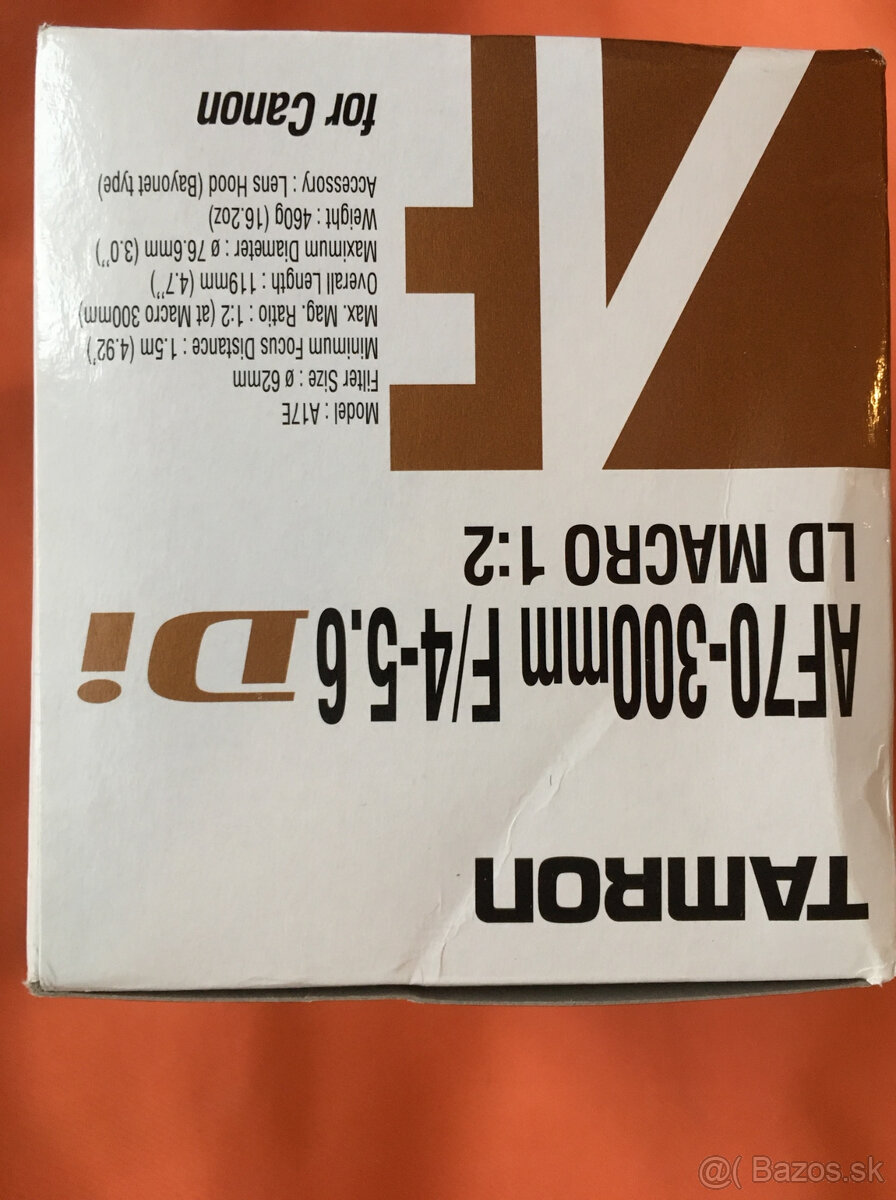 TAMRON
AF70-300mm F/4-5.6 Di
LD MACRO 1:2
Model : A17E
Filter Size : ø 62mm
Minimum Focus Distance : 1.5m (4.92')
Max. Mag. Ratio : 1:2 (at Macro 300mm)
Overall Length : 119mm (4.7")
Maximum Diameter : ø 76.6mm (3.0")
Weight : 460g (16.2oz)
Accessory : Lens Hood (Bayonet type)
for Canon
AF
@( Bazos.sk